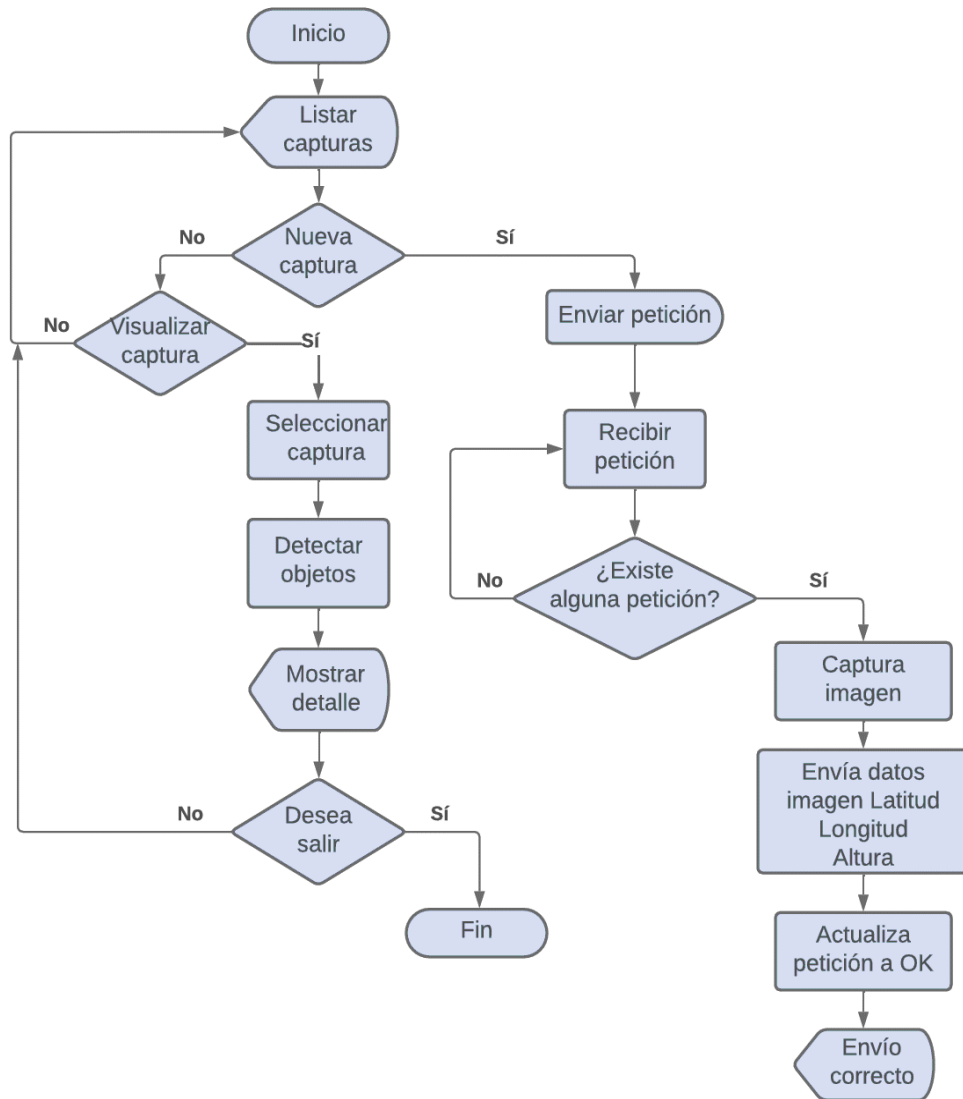 Inicio
Listar
capturas
No
Nueva
captura
Sí
No
Visualizar
captura
Sí
Enviar petición
Seleccionar
captura
Recibir
petición
Detectar
objetos
No
¿Existe
alguna petición?
Sí
Mostrar
detalle
Captura
imagen
Envía datos
imagen Latitud
Longitud
Altura
No
Desea
salir
Sí
Fin
Actualiza
petición a OK
Envío
correcto